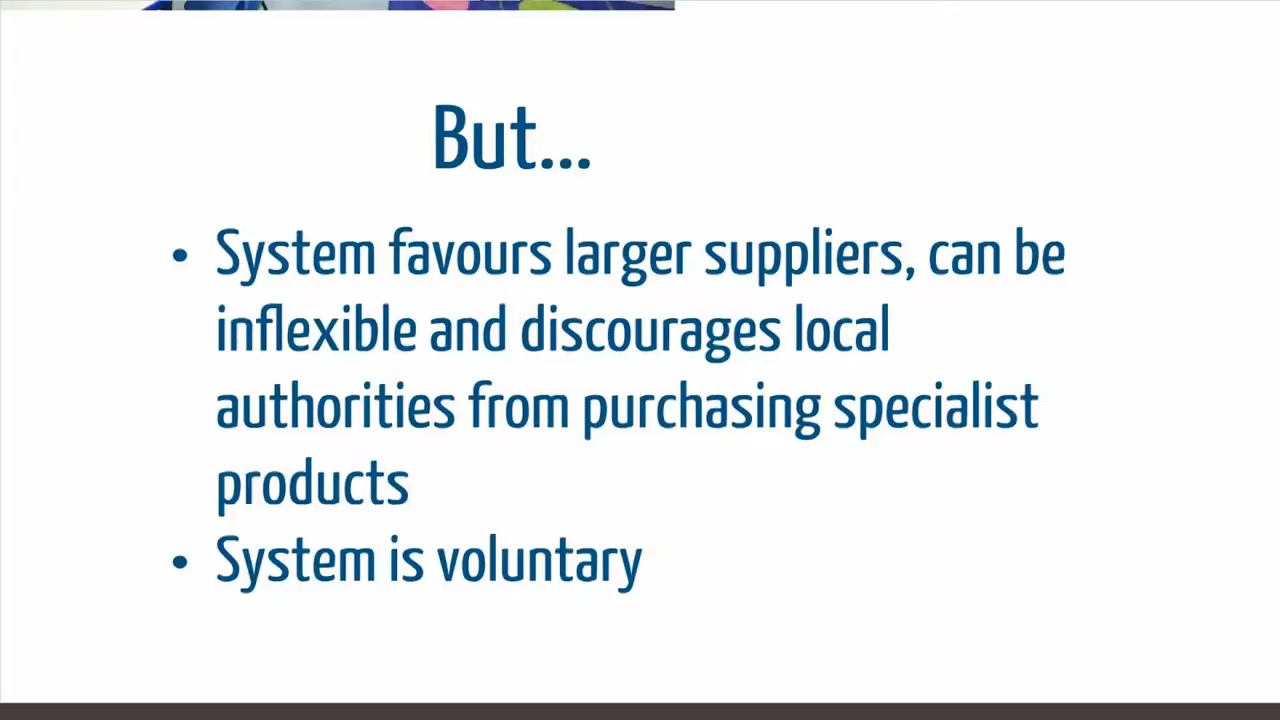 But...
• System favours larger suppliers, can be
inflexible and discourages local
authorities from purchasing specialist
products
• System is voluntary